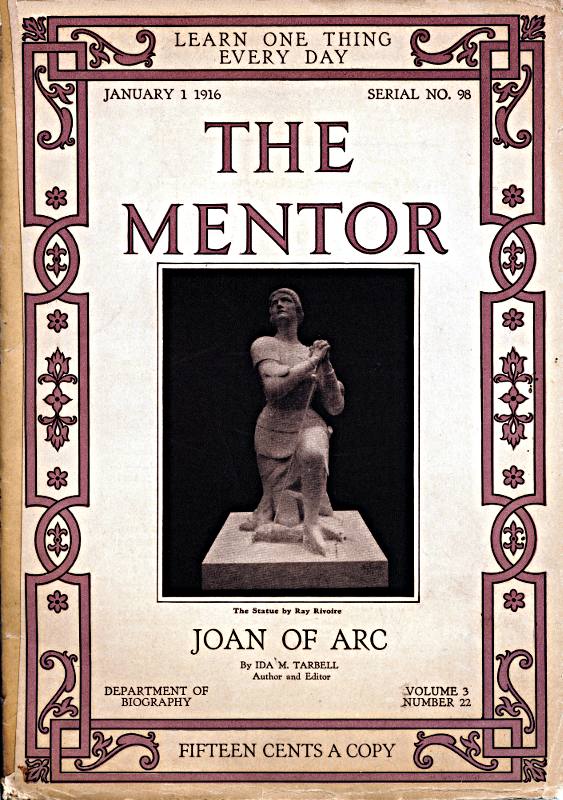 LEARN ONE THING
EVERY DAY
JANUARY 1 1916
SERIAL NO. 98
THE
MENTOR
The Statue by Ray Rivoire
JOAN OF ARC
By IDA M. TARBELL
Author and Editor
DEPARTMENT OF
BIOGRAPHY
VOLUME 3
NUMBER 22
FIFTEEN CENTS A COPY